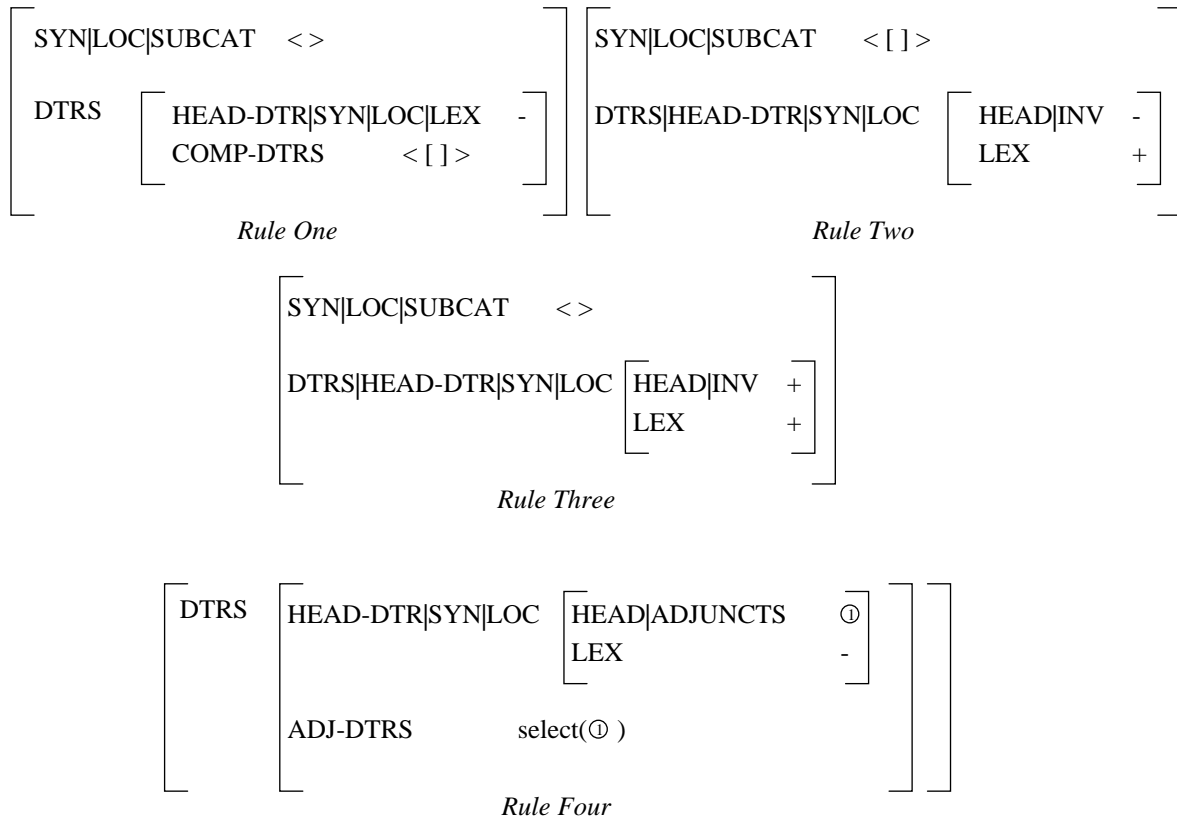 SYN|LOC|SUBCAT < >
DTRS HEAD-DTR|SYN|LOC|LEX -
COMP-DTRS < [ ] >
Rule One
SYN|LOC|SUBCAT < [ ] >
DTRS|HEAD-DTR|SYN|LOC HEAD|INV -
LEX +
Rule Two
SYN|LOC|SUBCAT < >
DTRS|HEAD-DTR|SYN|LOC HEAD|INV +
LEX +
Rule Three
DTRS HEAD-DTR|SYN|LOC HEAD|ADJUNCTS ①
LEX -
ADJ-DTRS select(① )
Rule Four